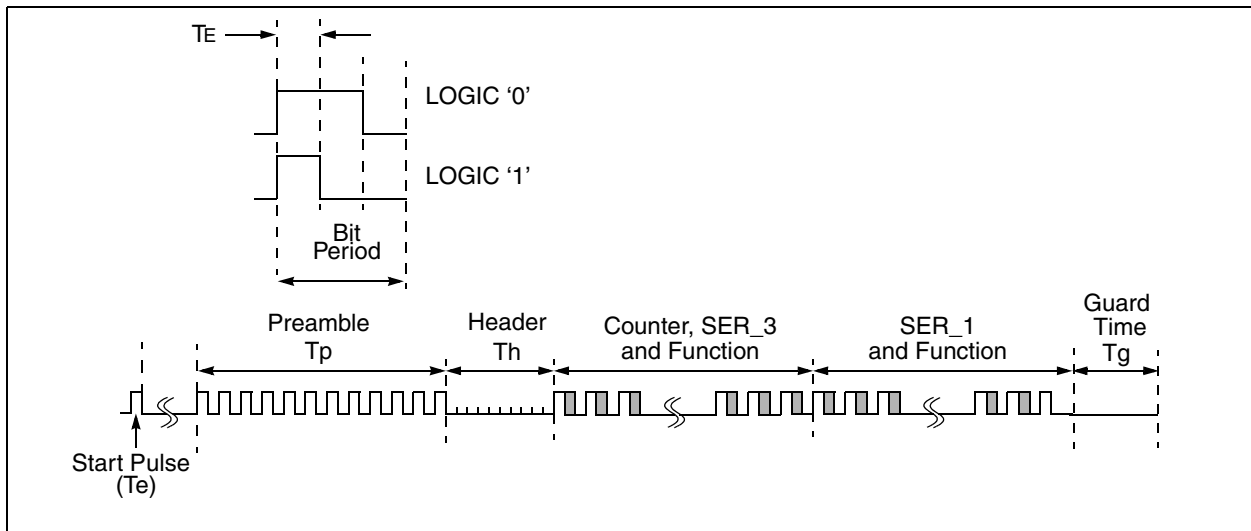 TE
LOGIC ‘0’
LOGIC ‘1’
Bit
Period
Preamble
Tp
Header
Th
Counter, SER_3
and Function
SER_1
and Function
Guard
Time
Tg
Start Pulse
(Te)